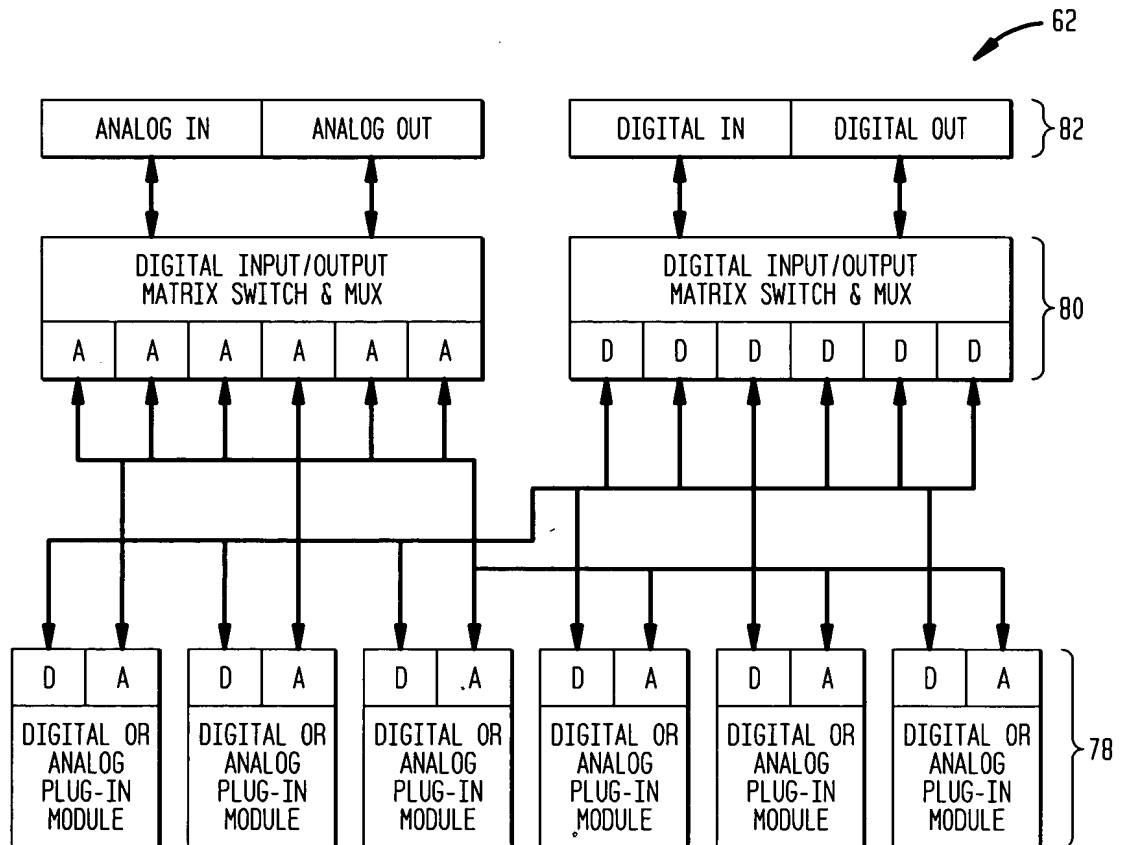 62
ANALOG IN ANALOG OUT DIGITAL IN DIGITAL OUT 82
DIGITAL INPUT/OUTPUT
MATRIX SWITCH & MUX
DIGITAL INPUT/OUTPUT
MATRIX SWITCH & MUX
80
A A A A A A
D D D D D D
D A D A D A D A D A D A
DIGITAL OR
ANALOG
PLUG-IN
MODULE
DIGITAL OR
ANALOG
PLUG-IN
MODULE
DIGITAL OR
ANALOG
PLUG-IN
MODULE
DIGITAL OR
ANALOG
PLUG-IN
MODULE
DIGITAL OR
ANALOG
PLUG-IN
MODULE
DIGITAL OR
ANALOG
PLUG-IN
MODULE
78